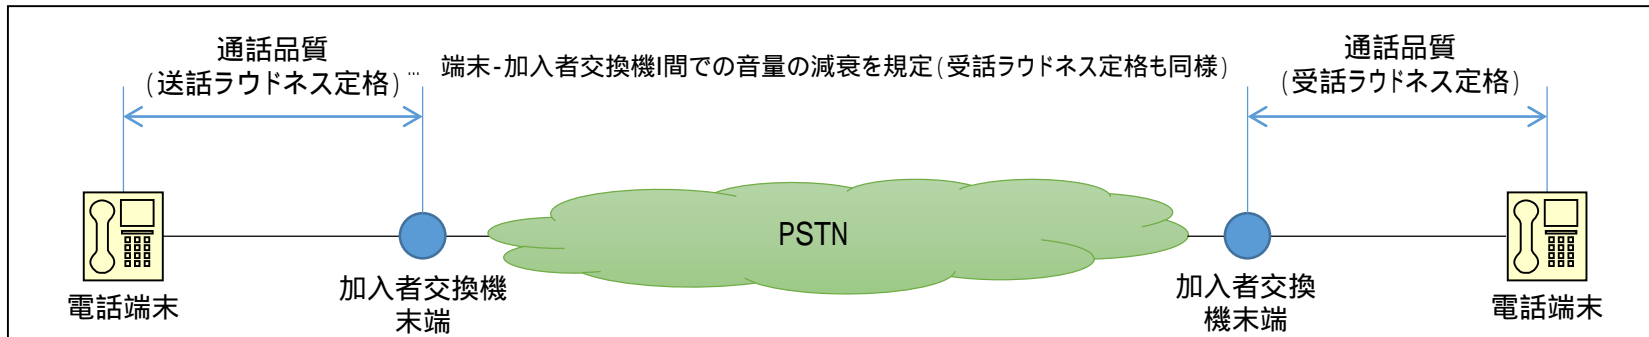 通話品質
(送話ラウドネス定格)
… 端末-加入者交換機I間での音量の減衰を規定(受話ラウドネス定格も同様)
通話品質
(受話ラウドネス定格)
PSTN
電話端末
加入者交換機
末端
加入者交換
機末端
電話端末